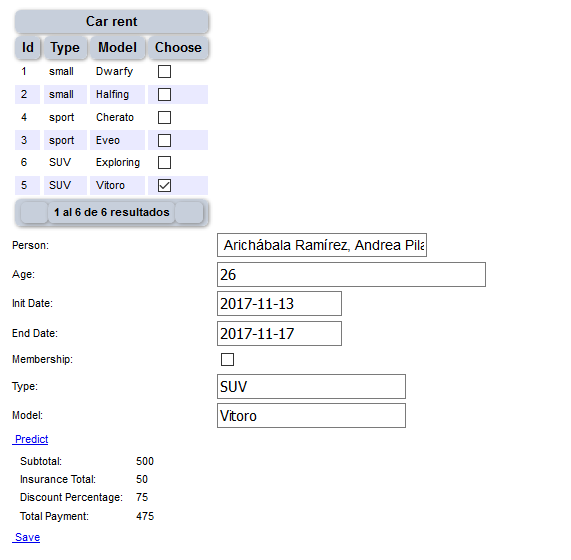 Car rent
Id Type Model Choose
1 small Dwarfy
2 small Halfing
4 sport Cherato
3 sport Eveo
6 SUV Exploring
5 SUV Vitoro
1 al 6 de 6 resultados
Person: Arichábala Ramírez, Andrea Pila
Age: 26
Init Date: 2017-11-13
End Date: 2017-11-17
Membership:
Type: SUV
Model: Vitoro
Predict
Subtotal: 500
Insurance Total: 50
Discount Percentage: 75
Total Payment: 475
Save